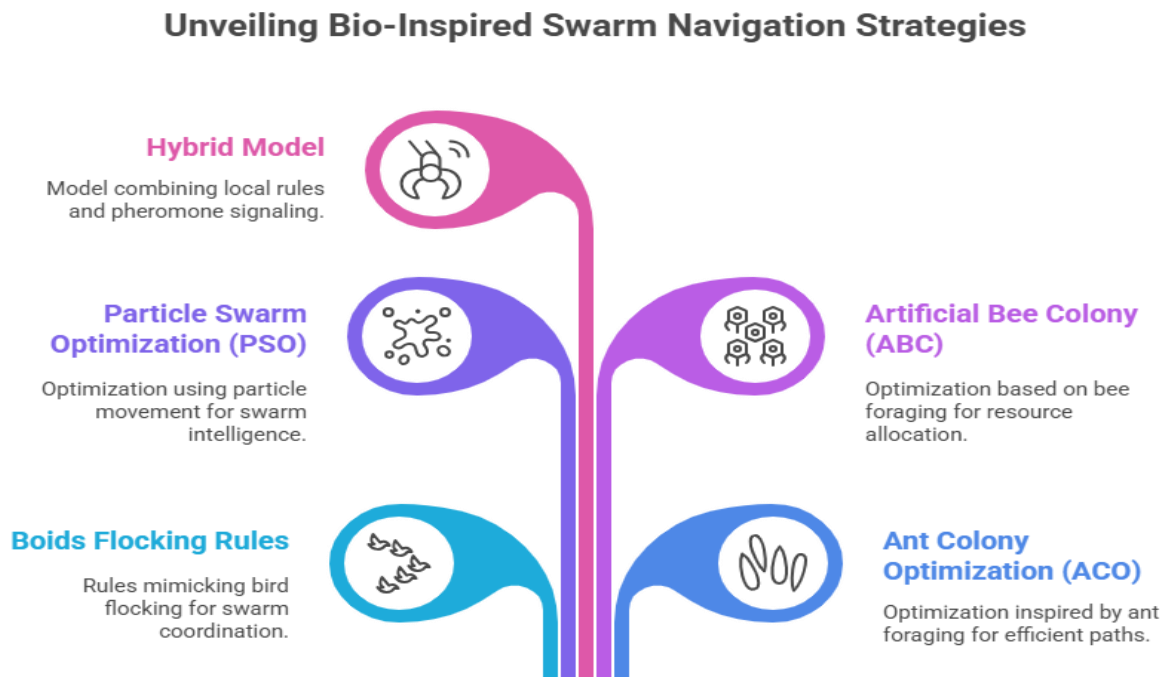 Unveiling Bio-Inspired Swarm Navigation Strategies
Hybrid Model
Model combining local rules
and pheromone signaling.
Particle Swarm
Optimization (PSO)
Optimization using particle
movement for swarm
intelligence.
Artificial Bee Colony
(ABC)
Optimization based on bee
foraging for resource
allocation.
Boids Flocking Rules
Rules mimicking bird
flocking for swarm
coordination.
Ant Colony
Optimization (ACO)
Optimization inspired by ant
foraging for efficient paths.